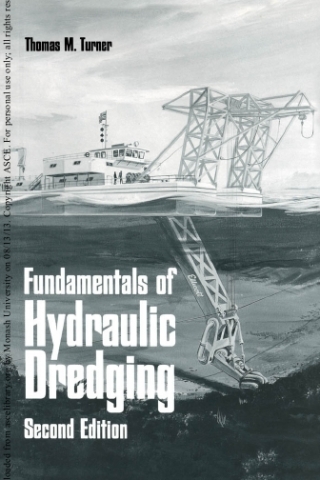 Thomas M. Turner
Fundamentals of
Hydraulic
Dredging
Second Edition
loaded from ascelibrary.org by Monash University on 08/13/13. Copyright ASCE. For personal use only; all rights res